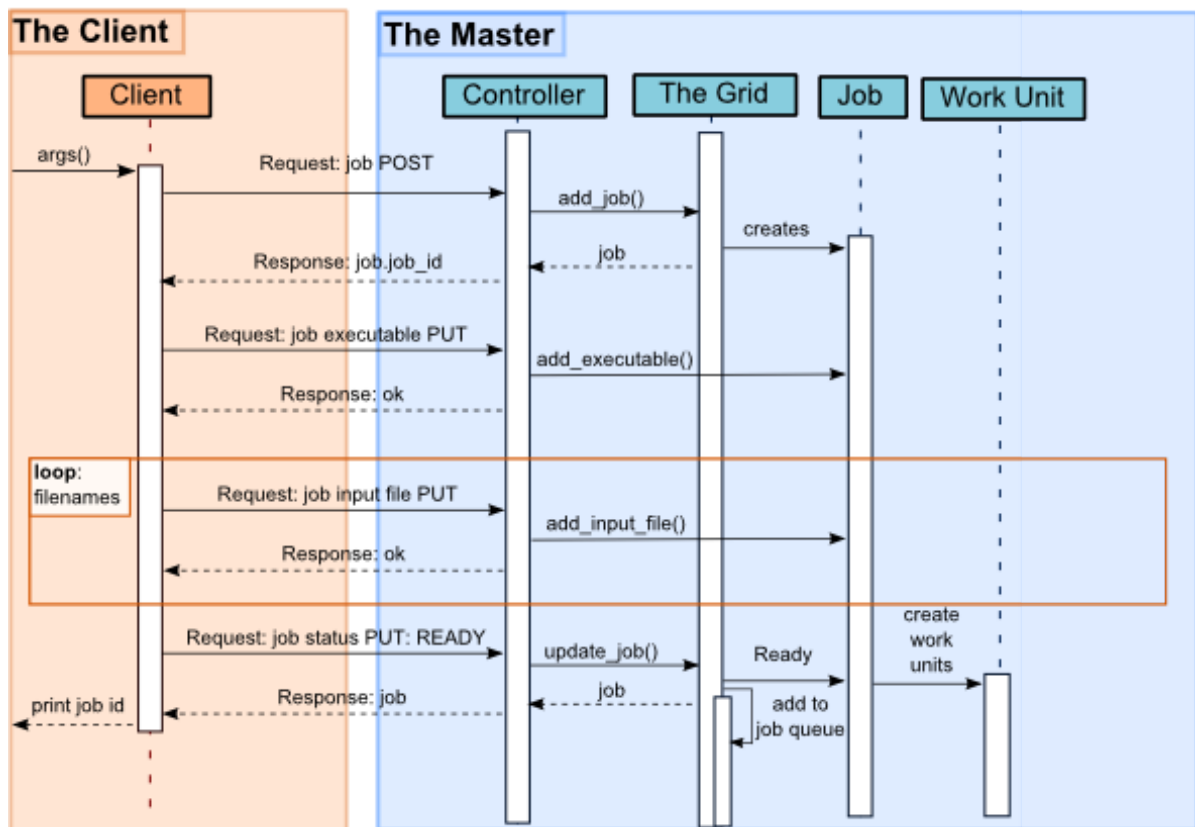 The Client
The Master
Client
Controller
The Grid
Job
Work Unit
args()
Request: job POST
add_job()
creates
job
Response: job.job_id
Request: job executable PUT
add_executable()
Response: ok
loop:
filenames
Request: job input file PUT
add_input_file()
Response: ok
create
work
units
Request: job status PUT: READY
update_job()
Ready
job
Response: job
print job id
add to
job queue